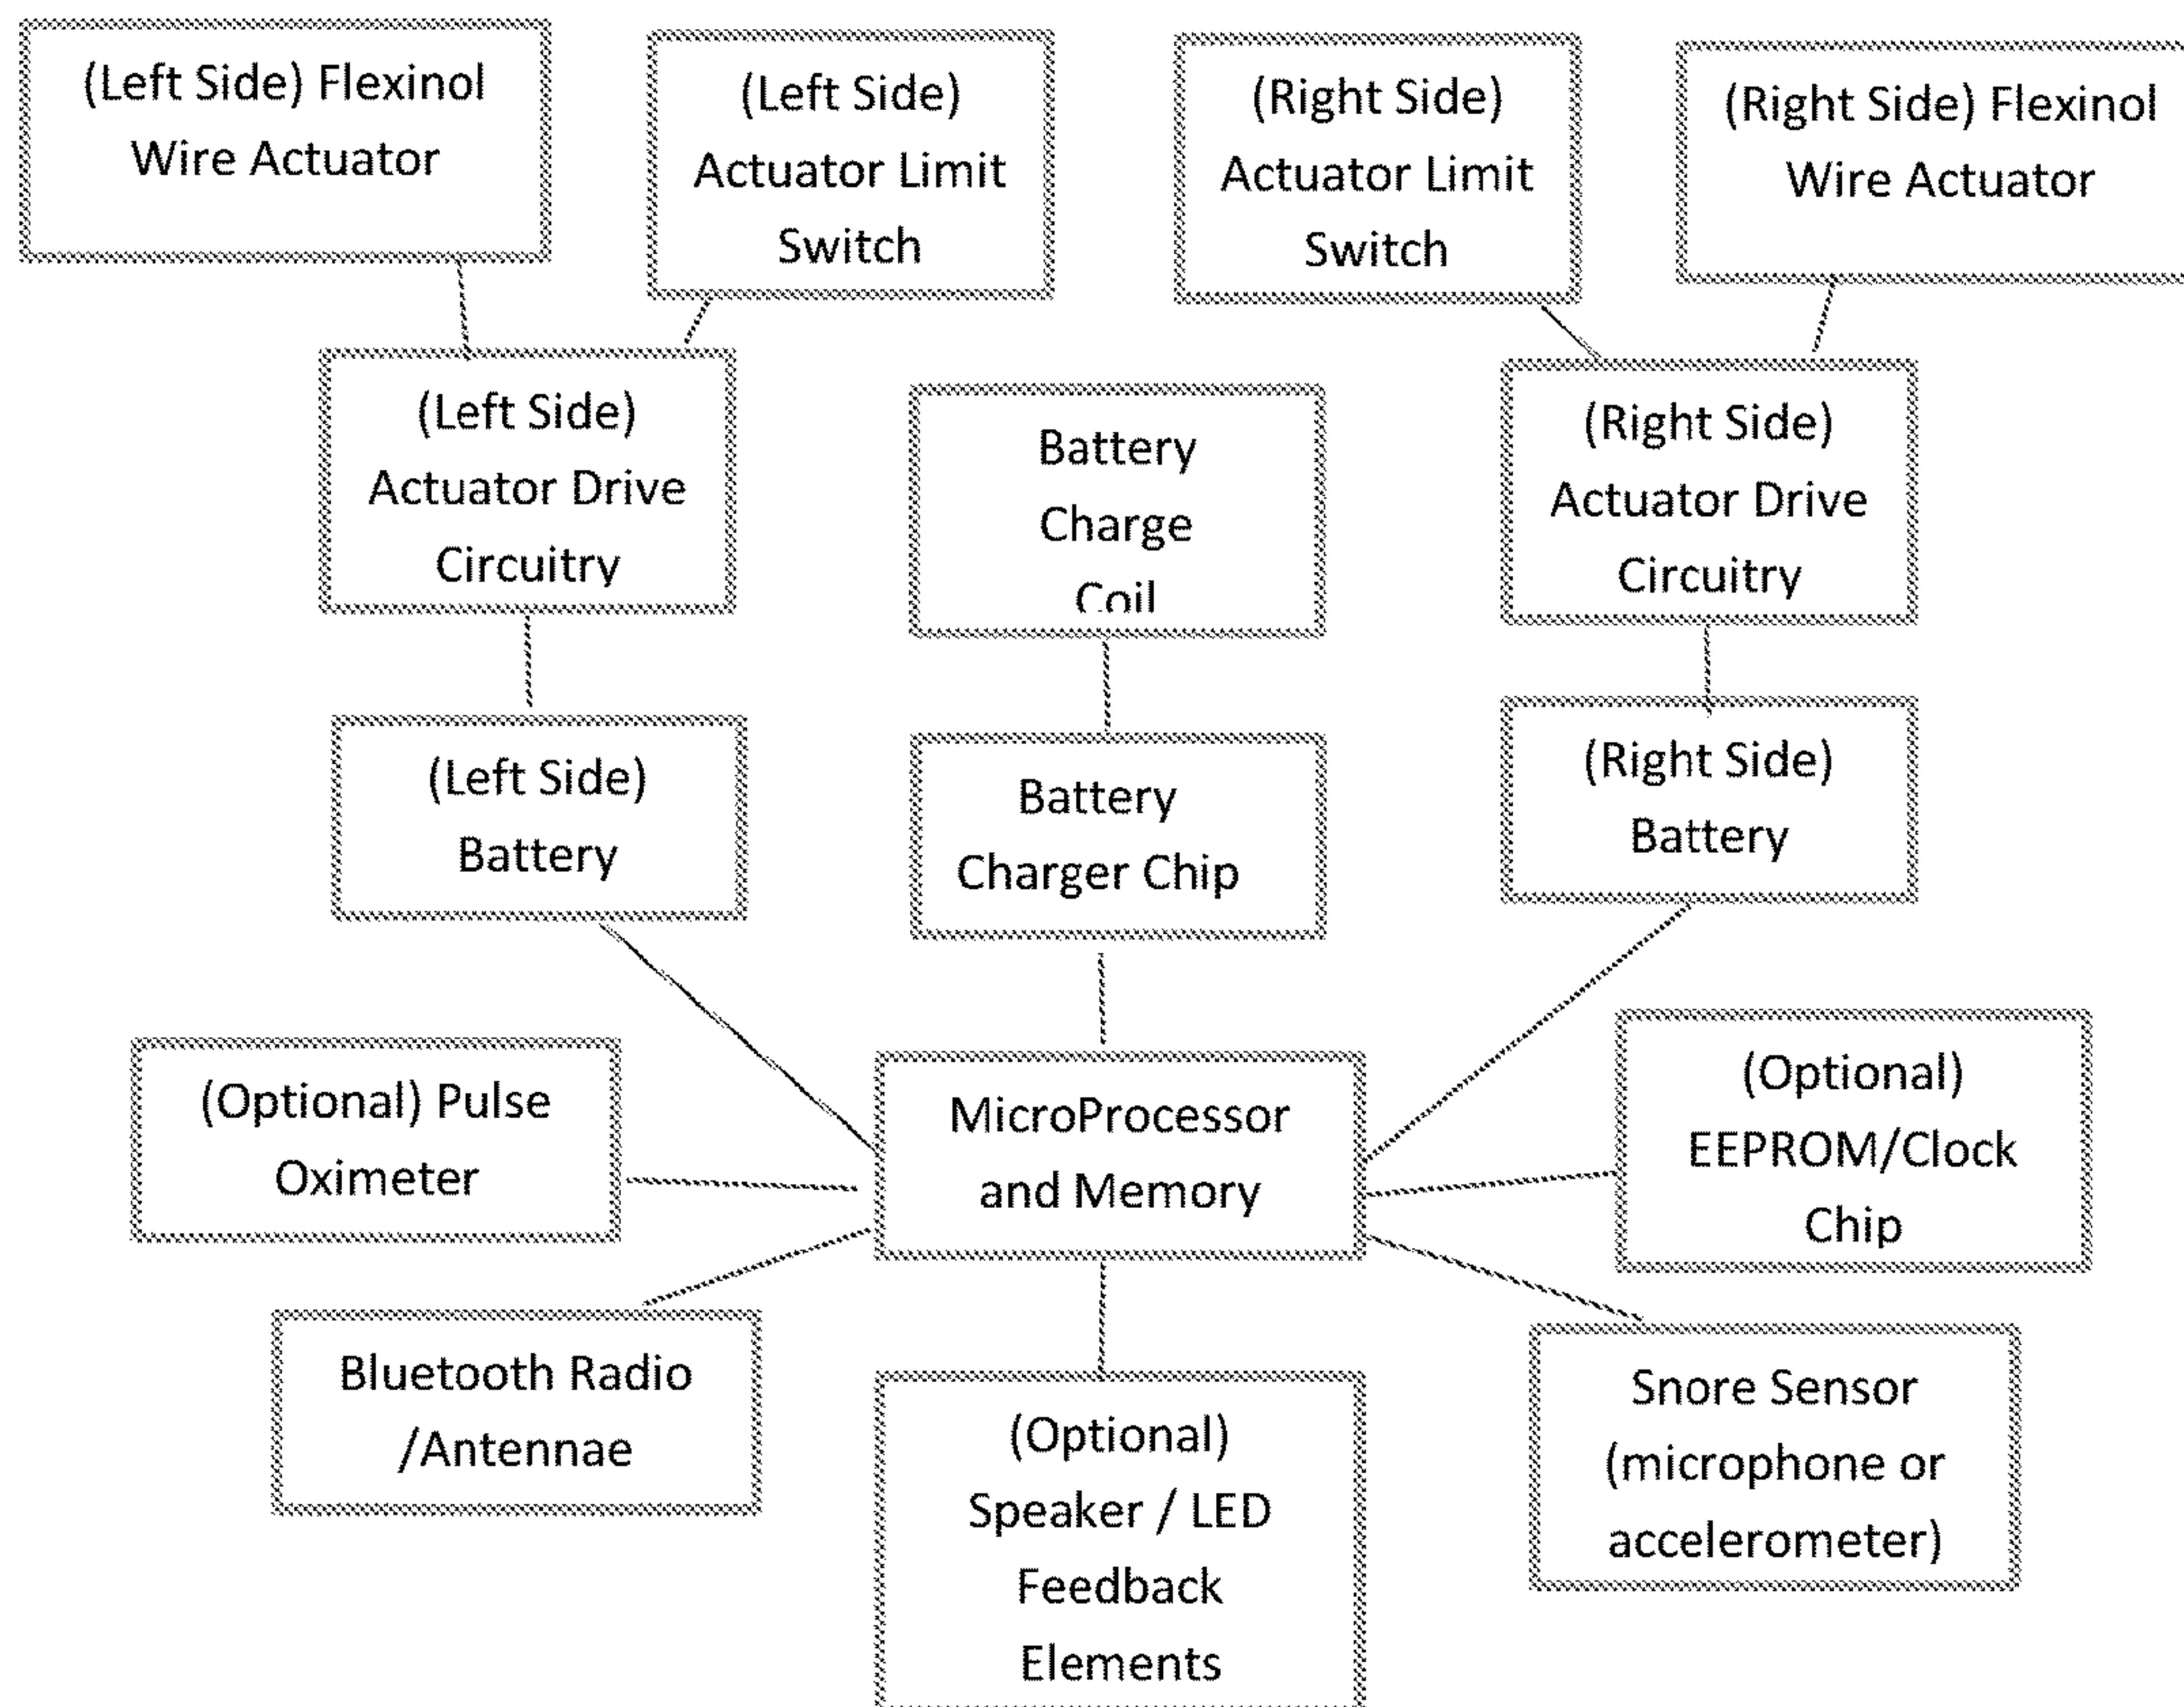 (Left Side) Flexinol
Wire Actuator
(Left Side)
Actuator Limit
Switch
(Right Side)
Actuator Limit
Switch
(Right Side) Flexinol
Wire Actuator
(Left Side)
Actuator Drive
Circuitry
Battery
Charge
Coil
(Right Side)
Actuator Drive
Circuitry
(Left Side)
Battery
Battery
Charger Chip
(Right Side)
Battery
(Optional) Pulse
Oximeter
MicroProcessor
and Memory
(Optional)
EEPROM/Clock
Chip
Bluetooth Radio
/Antennae
(Optional)
Speaker / LED
Feedback
Elements
Snore Sensor
(microphone or
accelerometer)